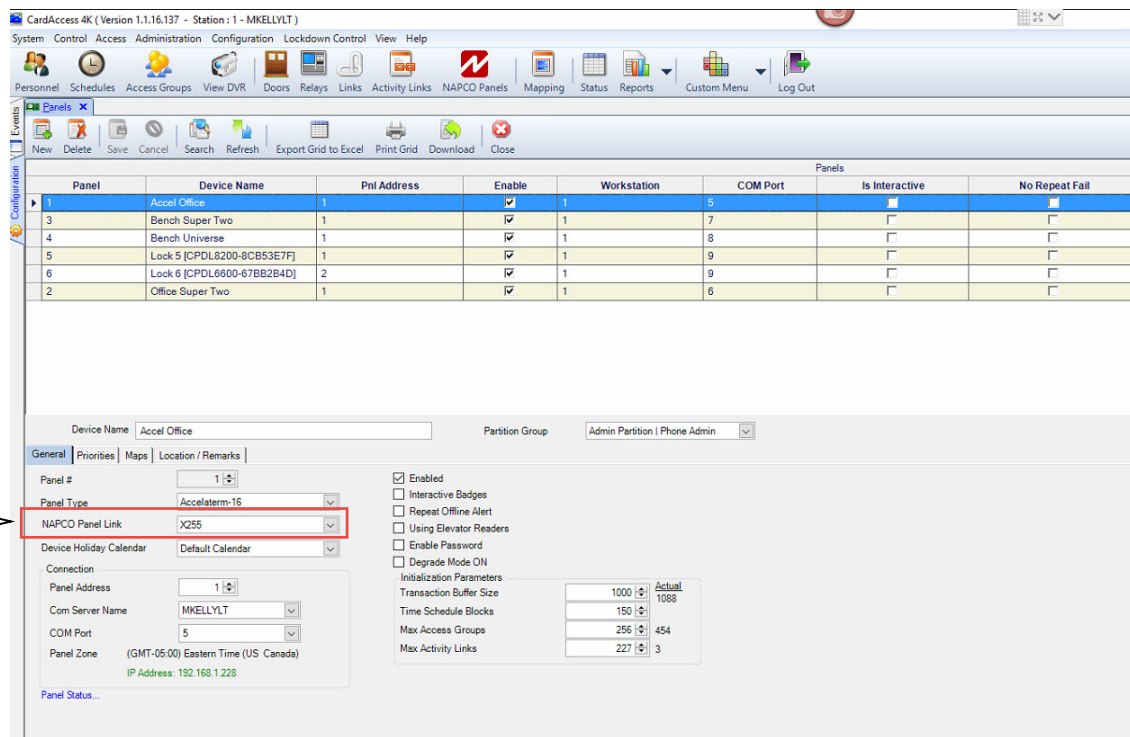 CardAccess 4K ( Version 1.1.16.137 - Station : 1 - MKELLYLT )
System Control Access Administration Configuration Lockdown Control View Help
Personnel Schedules Access Groups View DVR Doors Relays Links Activity Links NAPCO Panels Mapping Status Reports Custom Menu Log Out
Events
Configuration
Panels X
New Delete Save Cancel Search Refresh Export Grid to Excel Print Grid Download Close
Panels
Panel Device Name Pnl Address Enable Workstation COM Port Is Interactive No Repeat Fail
1 Accel Office 1 1 5
3 Bench Super Two 1 1 7
4 Bench Universe 1 1 8
5 Lock 5 [CPDL8200-8CB53E7F] 1 1 9
6 Lock 6 [CPDL6600-67BB2B4D] 2 1 9
2 Office Super Two 1 1 6
Device Name Accel Office Partition Group Admin Partition | Phone Admin
General Priorities Maps Location / Remarks
Panel # 1
Panel Type Accelaterm-16
NAPCO Panel Link X255
Device Holiday Calendar Default Calendar
Connection
Panel Address 1
Com Server Name MKELLYLT
COM Port 5
Panel Zone (GMT-05:00) Eastern Time (US Canada)
IP Address: 192.168.1.228
Panel Status...
Enabled
Interactive Badges
Repeat Offline Alert
Using Elevator Readers
Enable Password
Degrade Mode ON
Initialization Parameters
Transaction Buffer Size 1000 Actual 1088
Time Schedule Blocks 150
Max Access Groups 256 454
Max Activity Links 227 3